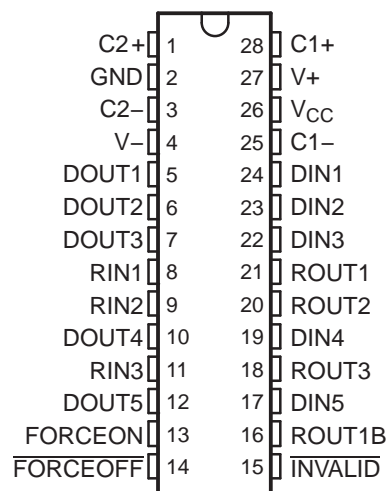 C2+ 1 28 C1+
GND 2 27 V+
C2− 3 26 VCC
V− 4 25 C1−
DOUT1 5 24 DIN1
DOUT2 6 23 DIN2
DOUT3 7 22 DIN3
RIN1 8 21 ROUT1
RIN2 9 20 ROUT2
DOUT4 10 19 DIN4
RIN3 11 18 ROUT3
DOUT5 12 17 DIN5
FORCEON 13 16 ROUT1B
FORCEOFF 14 15 INVALID